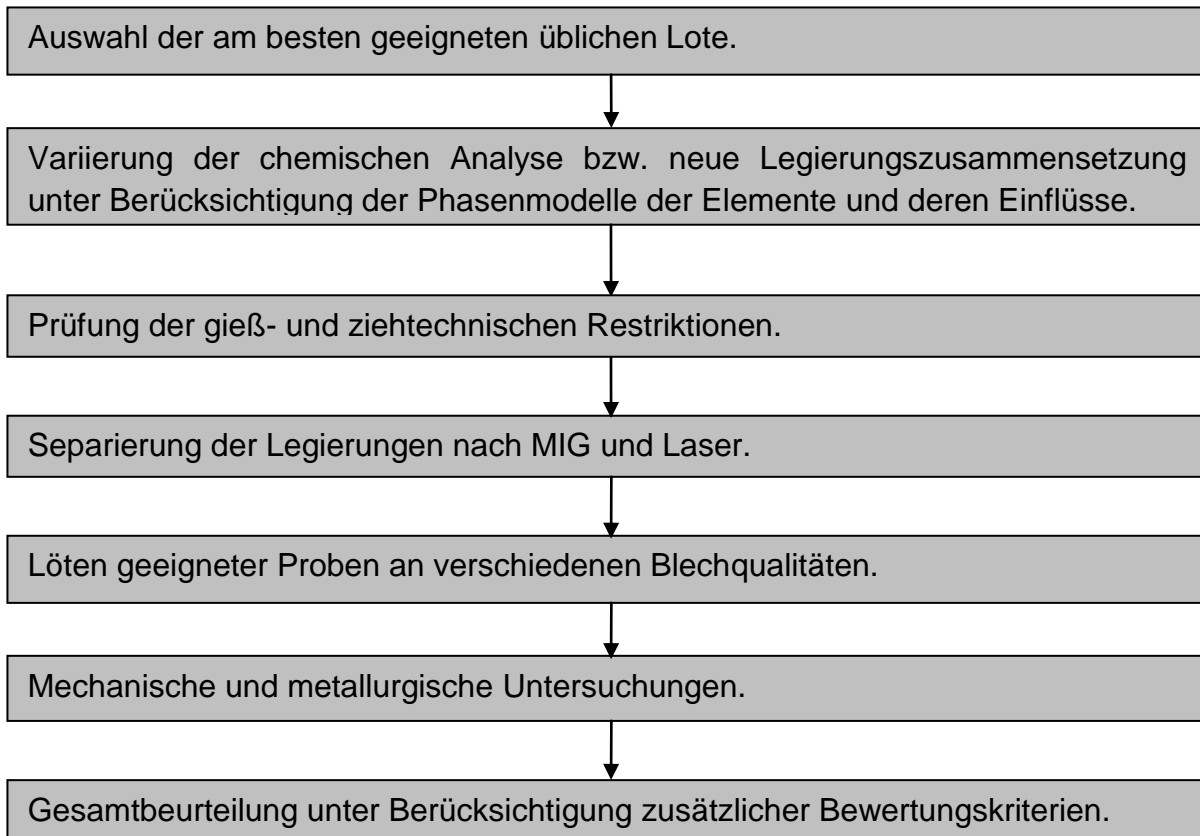 Auswahl der am besten geeigneten üblichen Lote.
Variierung der chemischen Analyse bzw. neue Legierungszusammensetzung
unter Berücksichtigung der Phasenmodelle der Elemente und deren Einflüsse.
Prüfung der gieß- und ziehtechnischen Restriktionen.
Separierung der Legierungen nach MIG und Laser.
Löten geeigneter Proben an verschiedenen Blechqualitäten.
Mechanische und metallurgische Untersuchungen.
Gesamtbeurteilung unter Berücksichtigung zusätzlicher Bewertungskriterien.